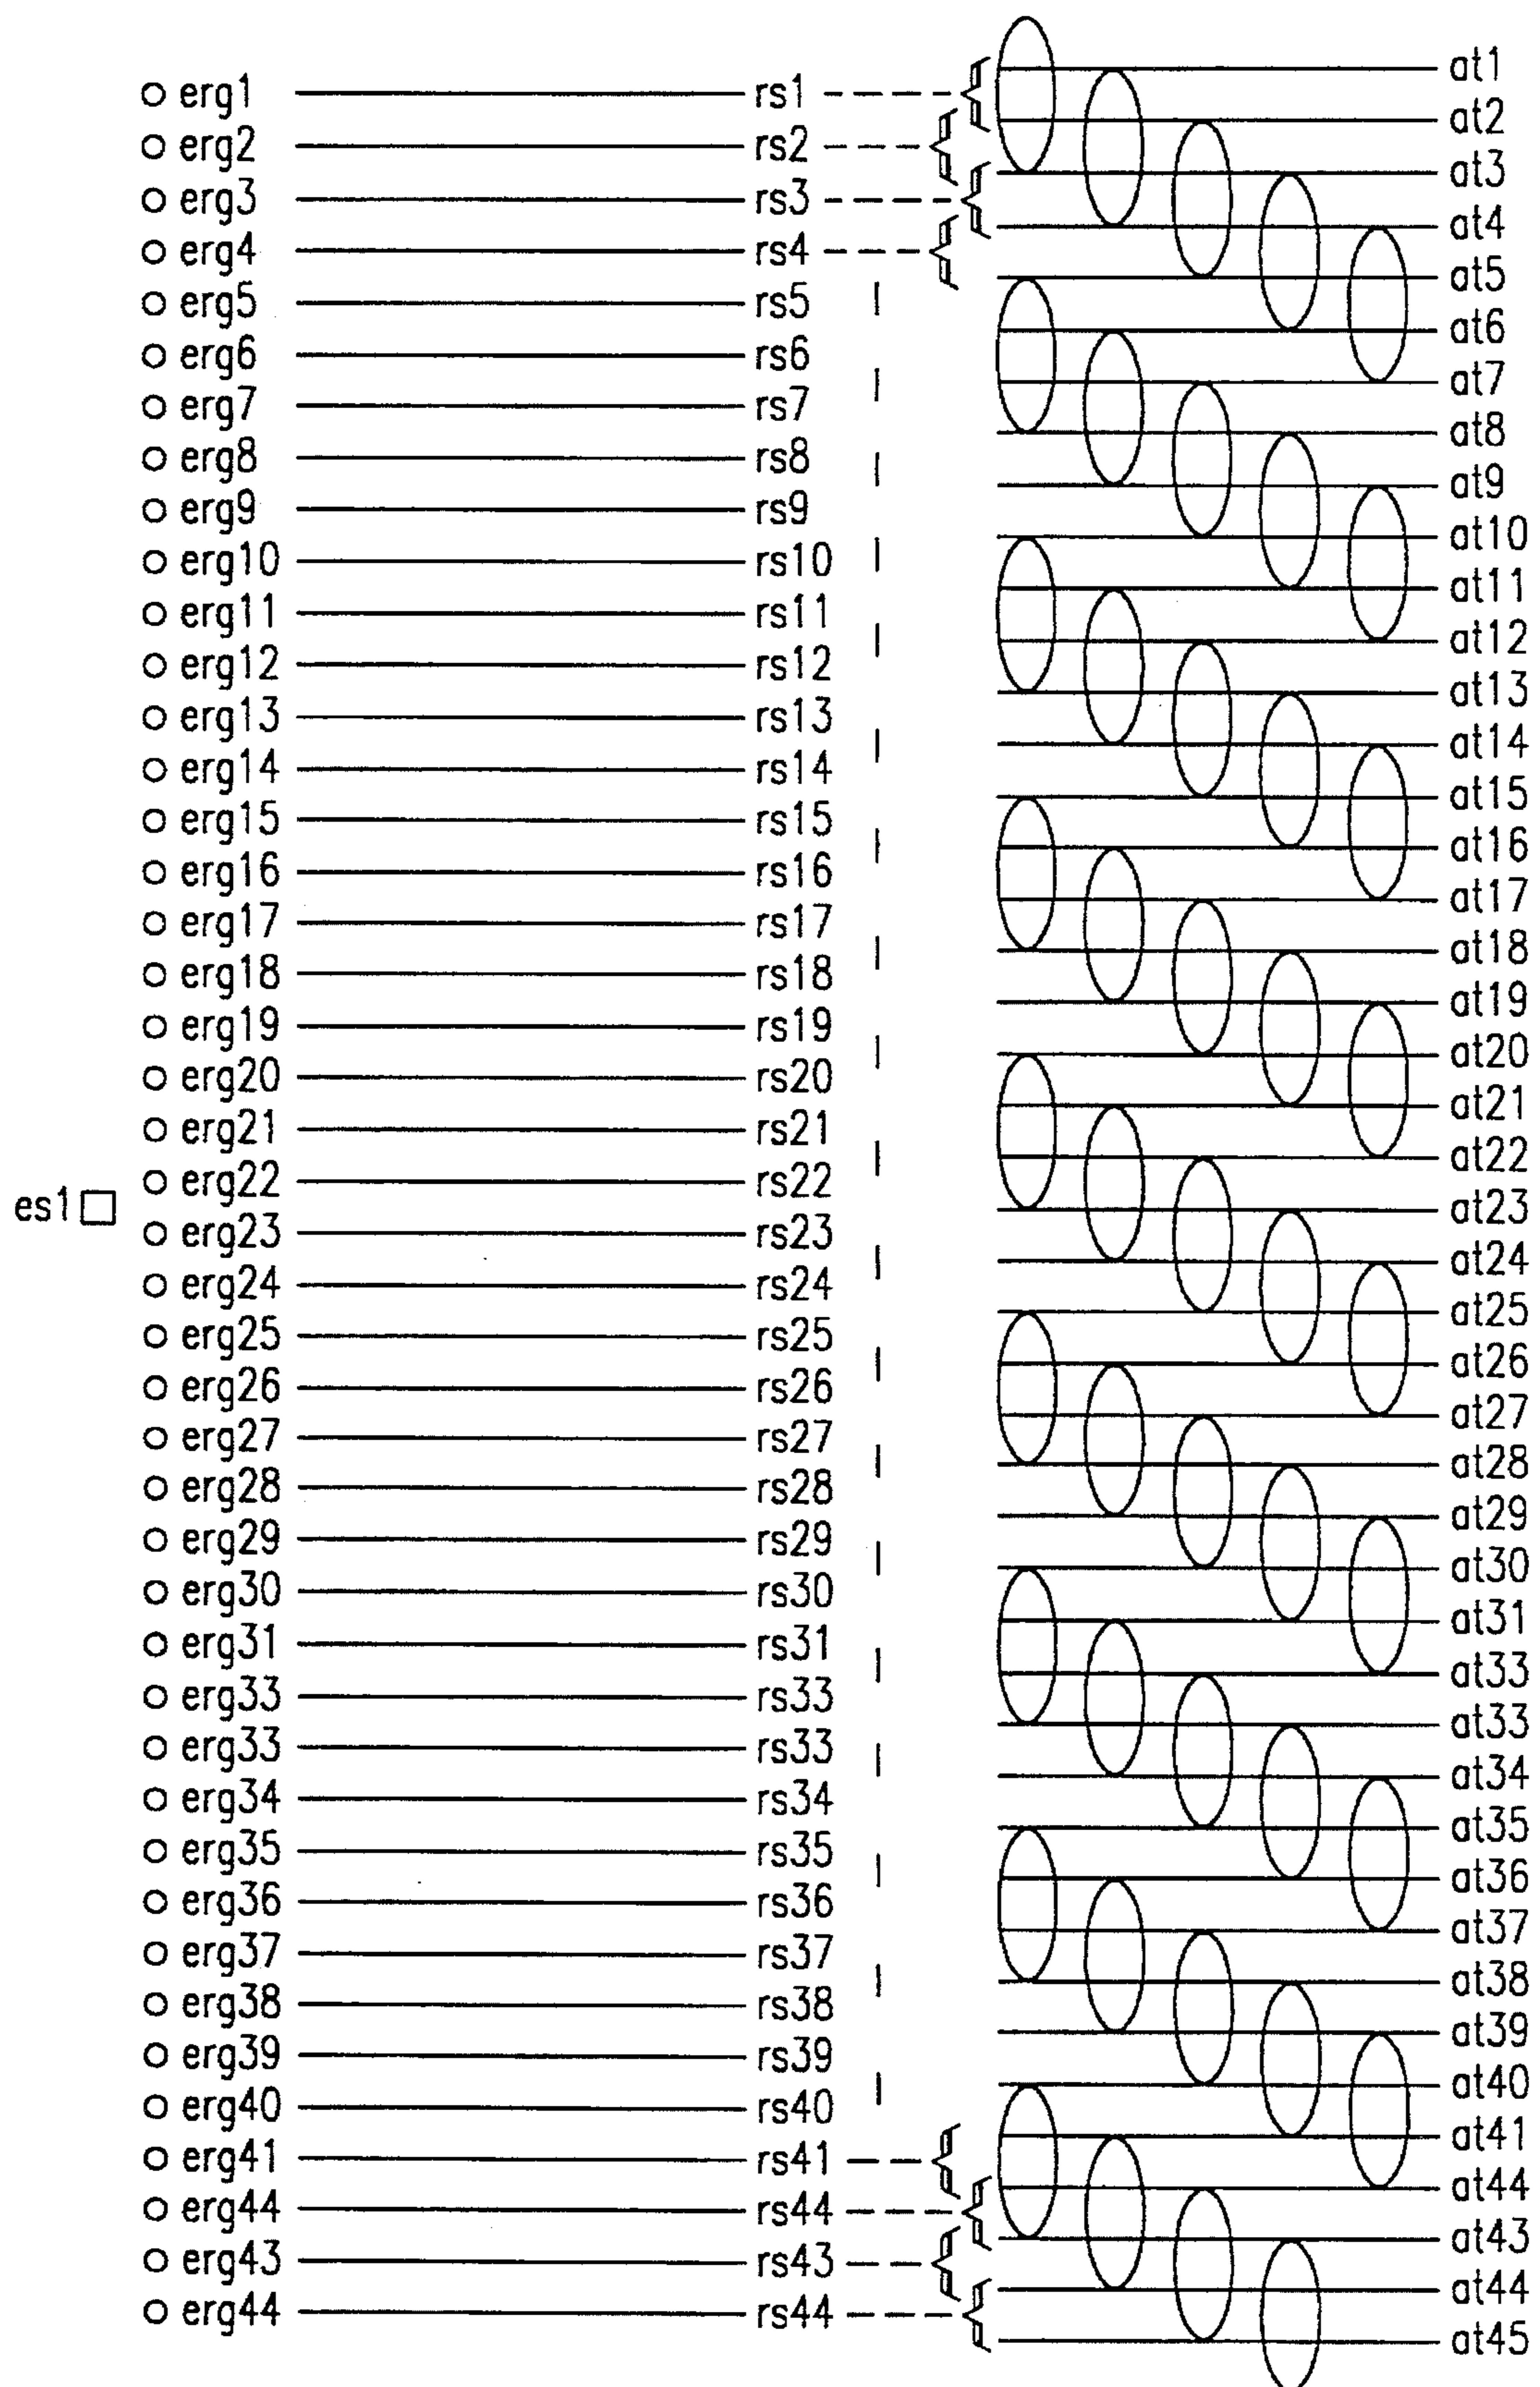 at1
erg1 rs1
at2
erg2 rs2
at3
erg3 rs3
at4
erg4 rs4
at5
erg5 rs5
at6
erg6 rs6
at7
erg7 rs7
at8
erg8 rs8
at9
erg9 rs9
at10
erg10 rs10
at11
erg11 rs11
at12
erg12 rs12
at13
erg13 rs13
at14
erg14 rs14
at15
erg15 rs15
at16
erg16 rs16
at17
erg17 rs17
at18
erg18 rs18
at19
erg19 rs19
at20
erg20 rs20
at21
erg21 rs21
at22
erg22 rs22
es1
at23
erg23 rs23
at24
erg24 rs24
at25
erg25 rs25
at26
erg26 rs26
at27
erg27 rs27
at28
erg28 rs28
at29
erg29 rs29
at30
erg30 rs30
at31
erg31 rs31
at33
erg33 rs33
at33
erg33 rs33
at34
erg34 rs34
at35
erg35 rs35
at36
erg36 rs36
at37
erg37 rs37
at38
erg38 rs38
at39
erg39 rs39
at40
erg40 rs40
at41
erg41 rs41
at44
erg44 rs44
at43
erg43 rs43
at44
erg44 rs44
at45